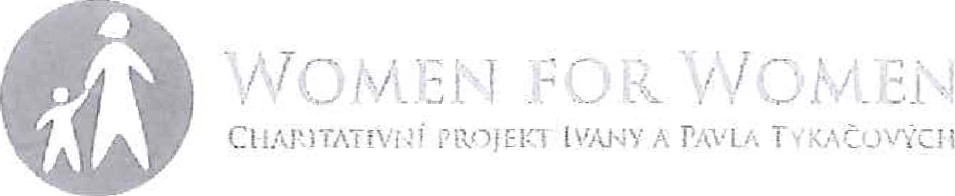 WOMEN FOR WOMEN
CHARITATIVNÍ PROJEKT IVANY A PAVLA TYKAČOVÝCH